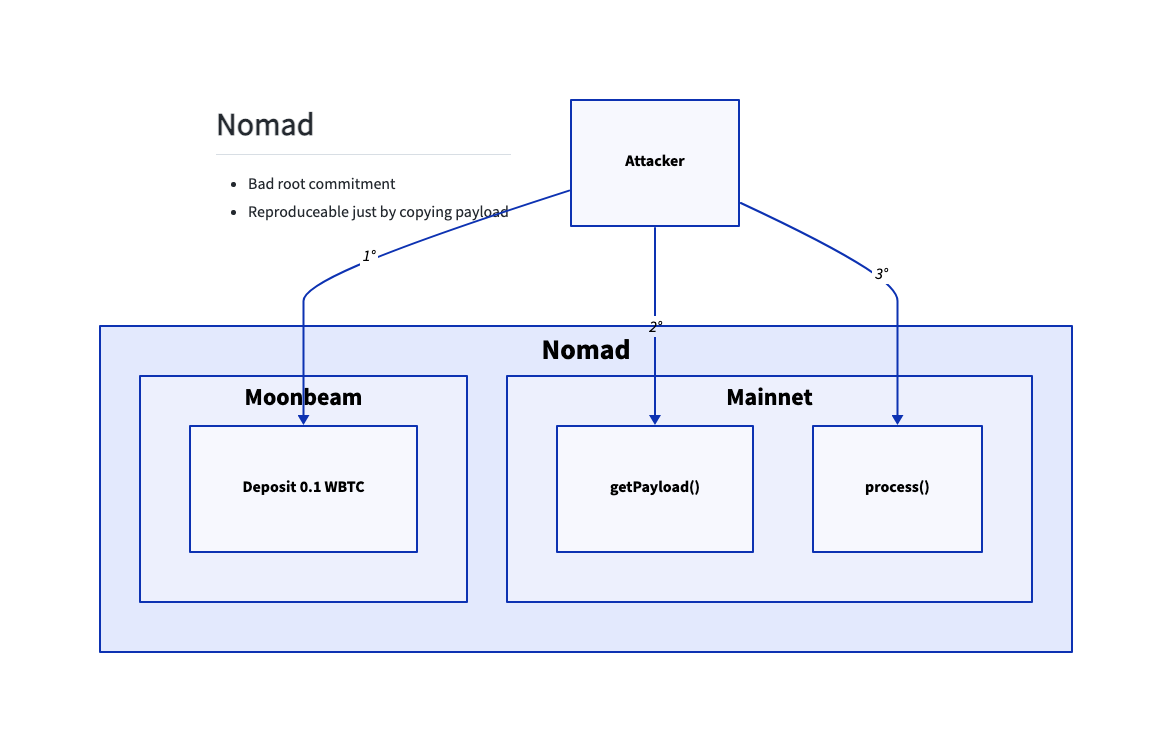 Nomad
Bad root commitment
Reproduceable just by copying payload
Attacker
1°
2°
3°
Nomad
Moonbeam
Mainnet
Deposit 0.1 WBTC
getPayload()
process()